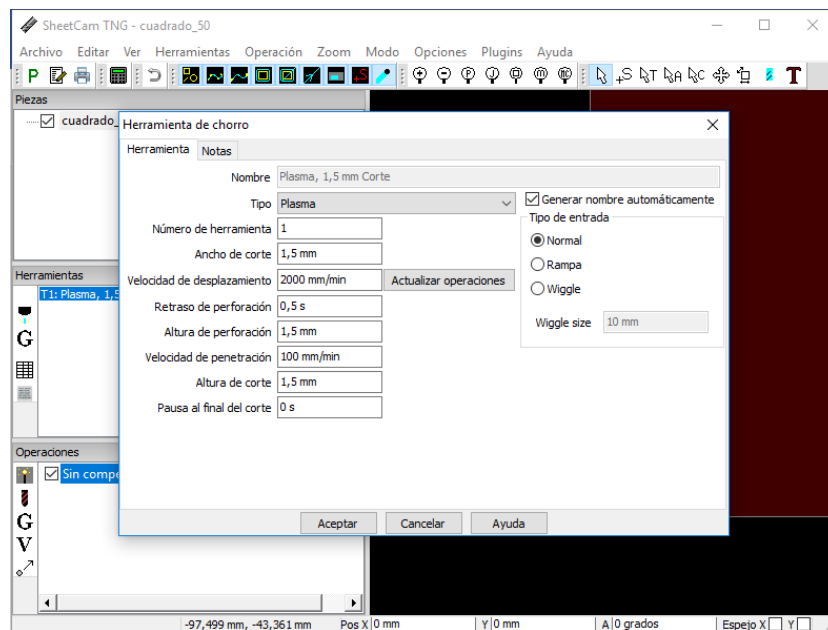 SheetCam TNG - cuadrado_50
Archivo Editar Ver Herramientas Operación Zoom Modo Opciones Plugins Ayuda
Piezas
cuadrado_
Herramienta de chorro
Herramienta Notas
Nombre Plasma, 1,5 mm Corte
Tipo Plasma
Generar nombre automáticamente
Número de herramienta 1
Ancho de corte 1,5 mm
Velocidad de desplazamiento 2000 mm/min Actualizar operaciones
Retraso de perforación 0,5 s
Altura de perforación 1,5 mm
Velocidad de penetración 100 mm/min
Altura de corte 1,5 mm
Pausa al final del corte 0 s
Tipo de entrada
Normal
Rampa
Wiggle
Wiggle size 10 mm
Herramientas
T1: Plasma, 1,5
G
Operaciones
Sin compe
G
V
Aceptar Cancelar Ayuda
-97,499 mm, -43,361 mm Pos X 0 mm Y 0 mm A 0 grados Espejo X Y